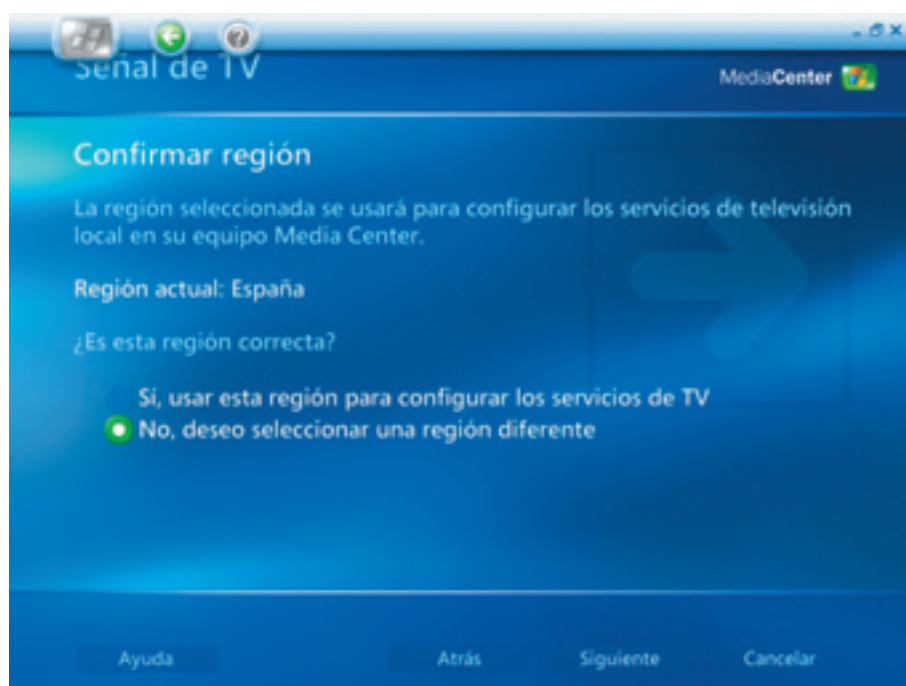 Señal de TV
MediaCenter
Confirmar región
La región seleccionada se usará para configurar los servicios de televisión
local en su equipo Media Center.
Región actual: España
¿Es esta región correcta?
Sí, usar esta región para configurar los servicios de TV
No, deseo seleccionar una región diferente
Ayuda Atrás Siguiente Cancelar